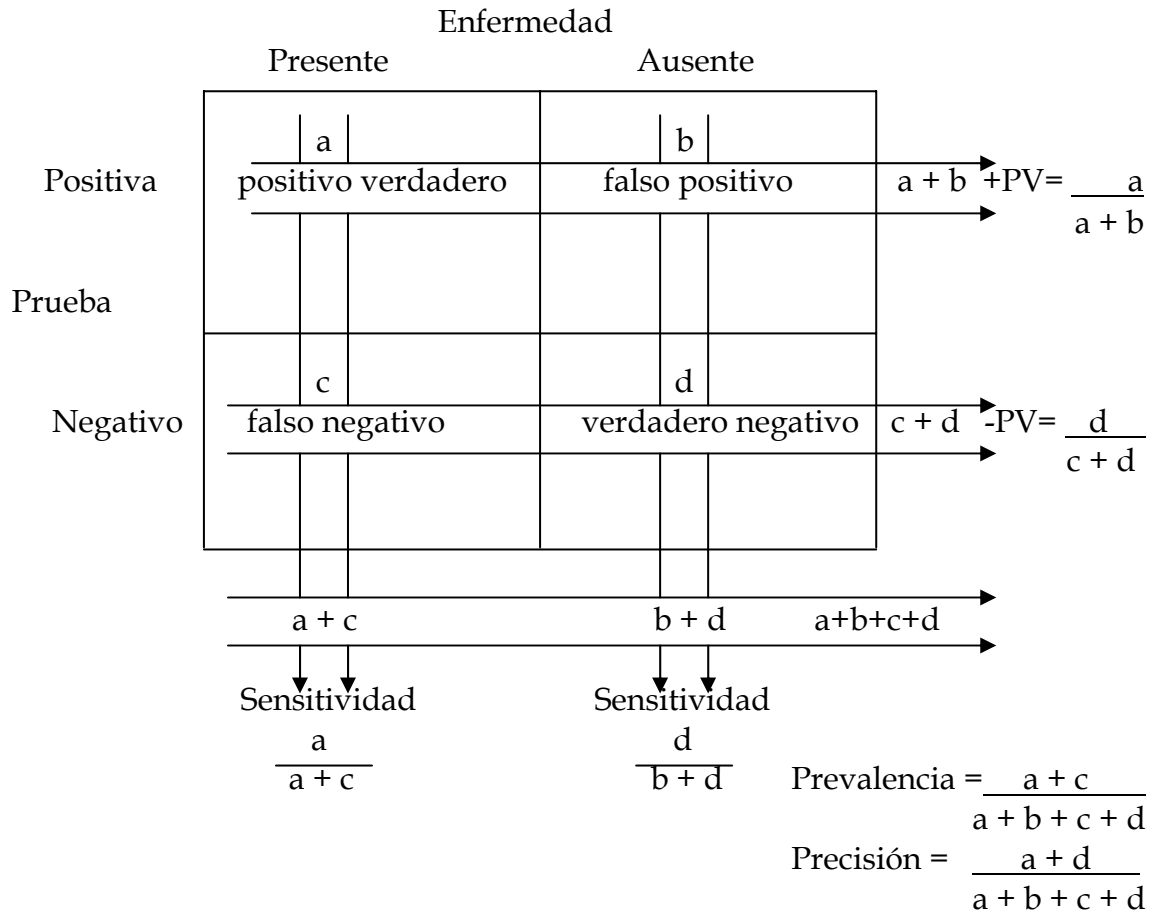 Enfermedad
Presente Ausente
a b
Positiva positivo verdadero falso positivo a + b +PV= a
a + b
Prueba
c d
Negativo falso negativo verdadero negativo c + d -PV= d
c + d
a + c b + d a+b+c+d
Sensitividad Sensitividad
a d
a + c b + d
Prevalencia = a + c
a + b + c + d
Precisión = a + d
a + b + c + d